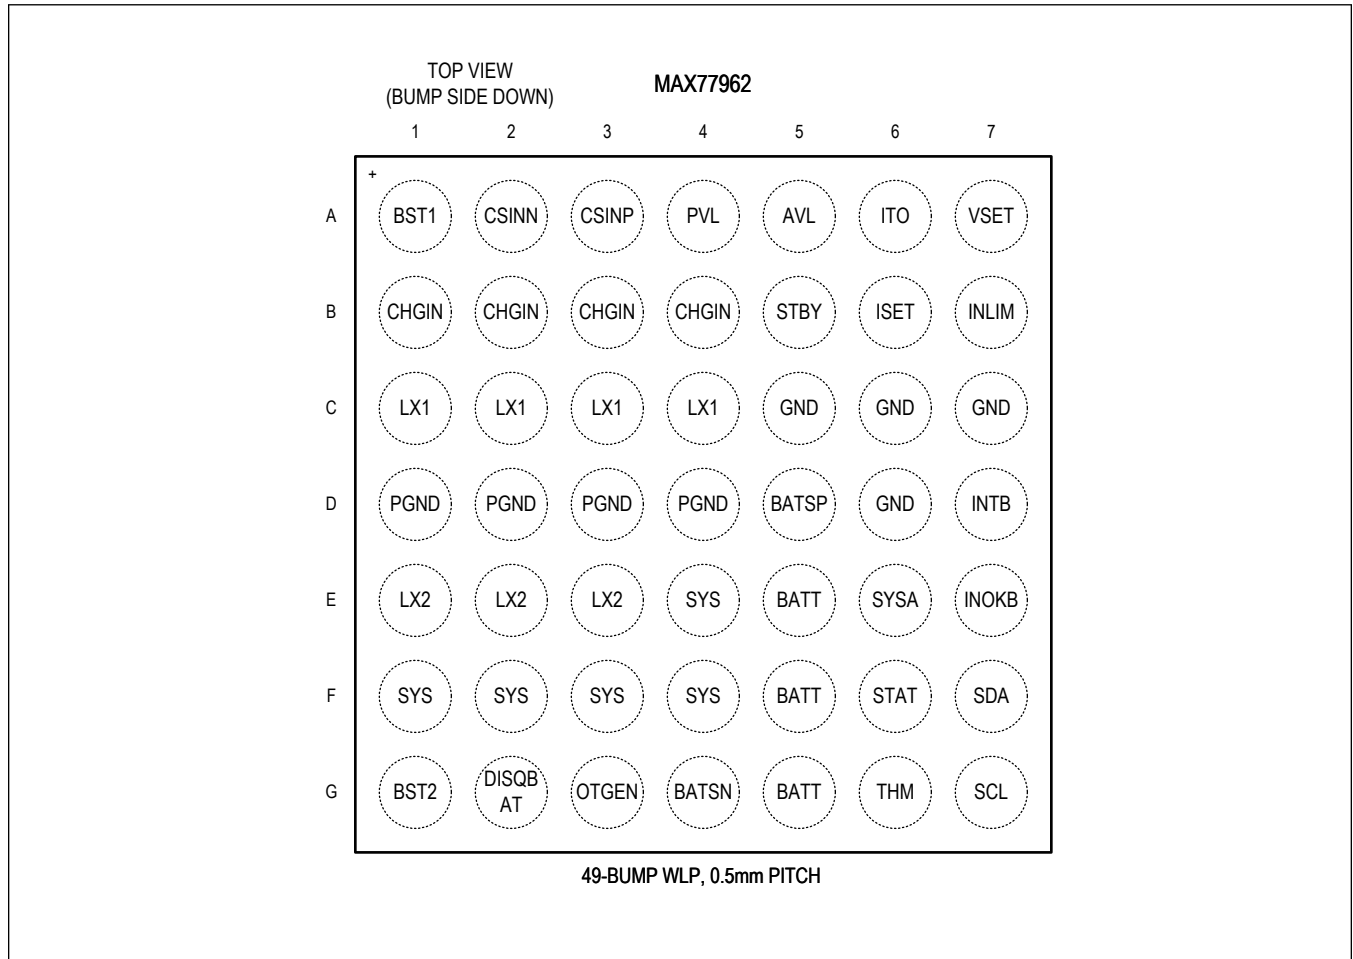 TOP VIEW
(BUMP SIDE DOWN)
MAX77962
1 2 3 4 5 6 7
+
A BST1 CSINN CSINP PVL AVL ITO VSET
B CHGIN CHGIN CHGIN CHGIN STBY ISET INLIM
C LX1 LX1 LX1 LX1 GND GND GND
D PGND PGND PGND PGND BATSP GND INTB
E LX2 LX2 LX2 SYS BATT SYSA INOKB
F SYS SYS SYS SYS BATT STAT SDA
G BST2 DISQB OTGEN BATSN BATT THM SCL
AT
49-BUMP WLP, 0.5mm PITCH